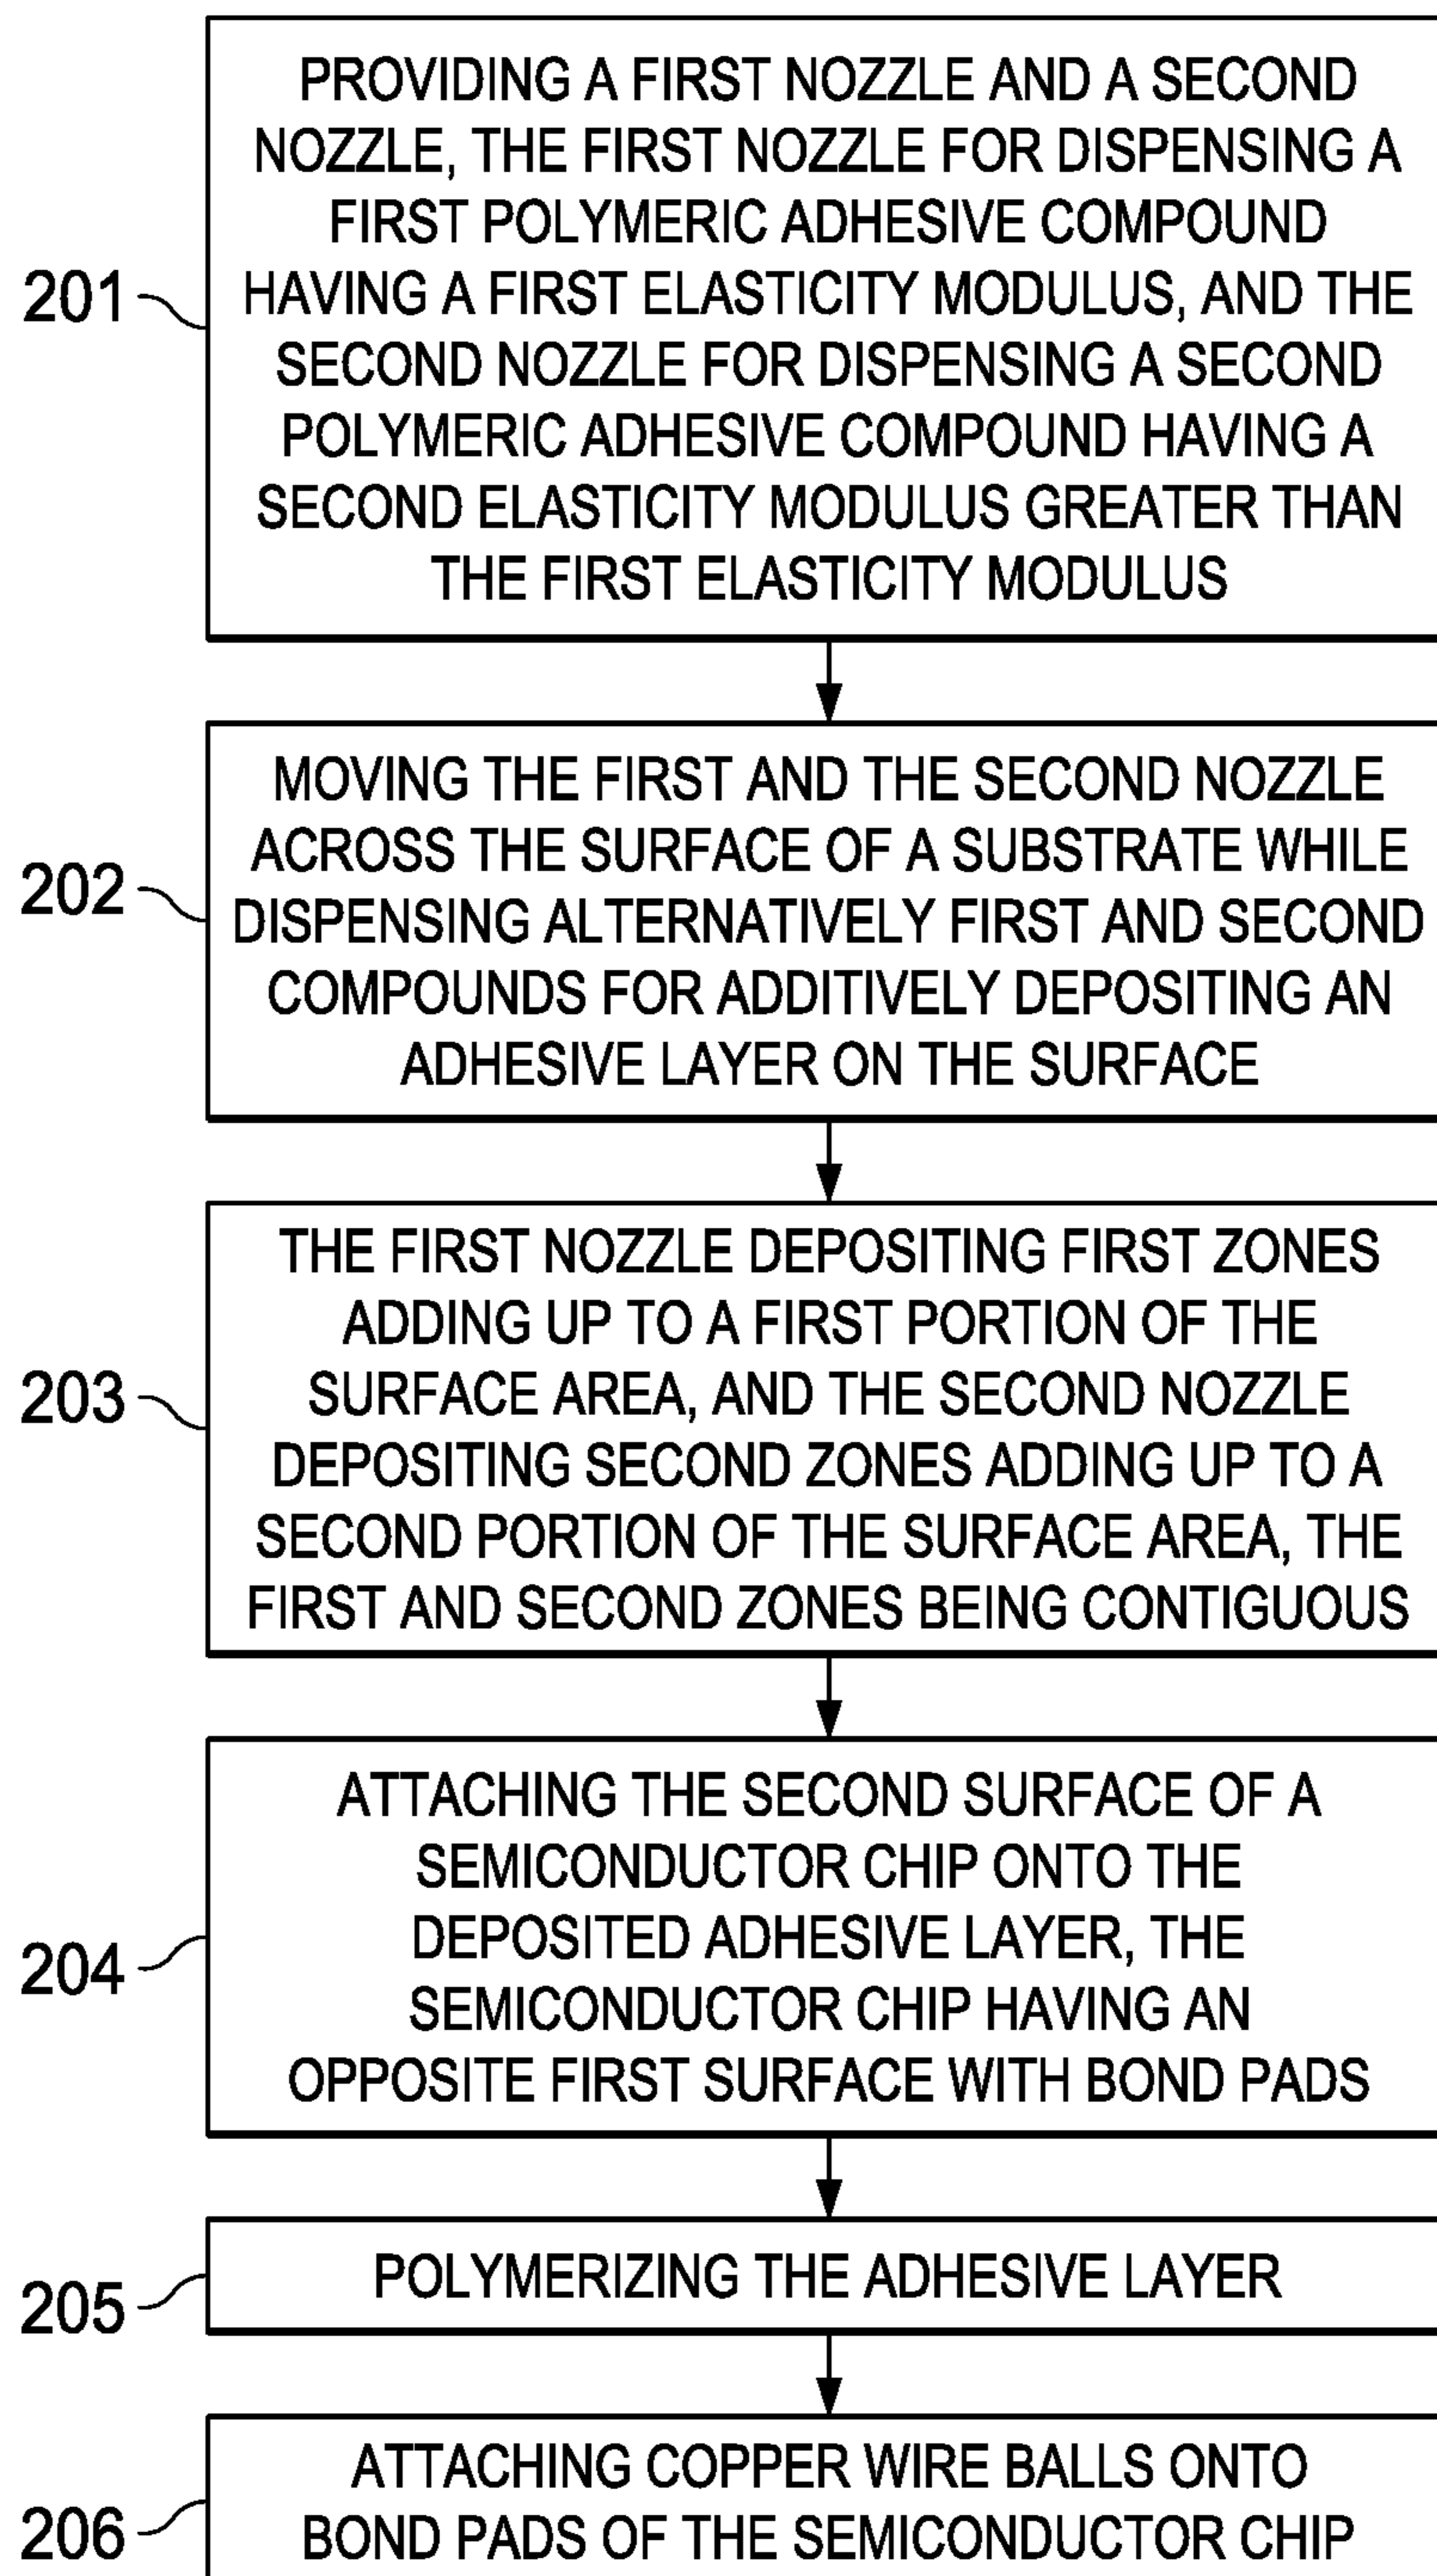 PROVIDING A FIRST NOZZLE AND A SECOND
NOZZLE, THE FIRST NOZZLE FOR DISPENSING A
FIRST POLYMERIC ADHESIVE COMPOUND
201
HAVING A FIRST ELASTICITY MODULUS, AND THE
SECOND NOZZLE FOR DISPENSING A SECOND
POLYMERIC ADHESIVE COMPOUND HAVING A
SECOND ELASTICITY MODULUS GREATER THAN
THE FIRST ELASTICITY MODULUS
MOVING THE FIRST AND THE SECOND NOZZLE
ACROSS THE SURFACE OF A SUBSTRATE WHILE
202
DISPENSING ALTERNATIVELY FIRST AND SECOND
COMPOUNDS FOR ADDITIVELY DEPOSITING AN
ADHESIVE LAYER ON THE SURFACE
THE FIRST NOZZLE DEPOSITING FIRST ZONES
ADDING UP TO A FIRST PORTION OF THE
203
SURFACE AREA, AND THE SECOND NOZZLE
DEPOSITING SECOND ZONES ADDING UP TO A
SECOND PORTION OF THE SURFACE AREA, THE
FIRST AND SECOND ZONES BEING CONTIGUOUS
ATTACHING THE SECOND SURFACE OF A
SEMICONDUCTOR CHIP ONTO THE
204
DEPOSITED ADHESIVE LAYER, THE
SEMICONDUCTOR CHIP HAVING AN
OPPOSITE FIRST SURFACE WITH BOND PADS
205
POLYMERIZING THE ADHESIVE LAYER
206
ATTACHING COPPER WIRE BALLS ONTO
BOND PADS OF THE SEMICONDUCTOR CHIP